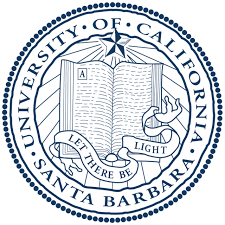 UNIVERSITY OF CALIFORNIA
SANTA BARBARA
A
LET THERE BE
LIGHT